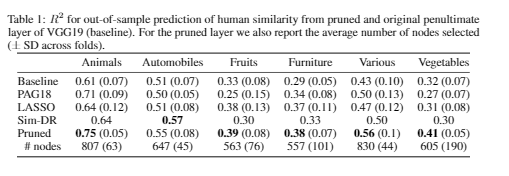 Table 1: R² for out-of-sample prediction of human similarity from pruned and original penultimate
layer of VGG19 (baseline). For the pruned layer we also report the average number of nodes selected
(± SD across folds).
Animals Automobiles Fruits Furniture Various Vegetables
Baseline 0.61 (0.07) 0.51 (0.07) 0.33 (0.08) 0.29 (0.05) 0.43 (0.10) 0.32 (0.07)
PAG18 0.71 (0.09) 0.50 (0.05) 0.25 (0.15) 0.34 (0.08) 0.50 (0.13) 0.27 (0.07)
LASSO 0.64 (0.12) 0.51 (0.08) 0.38 (0.13) 0.37 (0.11) 0.47 (0.12) 0.31 (0.08)
Sim-DR 0.64 0.57 0.30 0.33 0.50 0.30
Pruned 0.75 (0.05) 0.55 (0.08) 0.39 (0.08) 0.38 (0.07) 0.56 (0.1) 0.41 (0.05)
# nodes 807 (63) 647 (45) 563 (76) 557 (101) 830 (44) 605 (190)